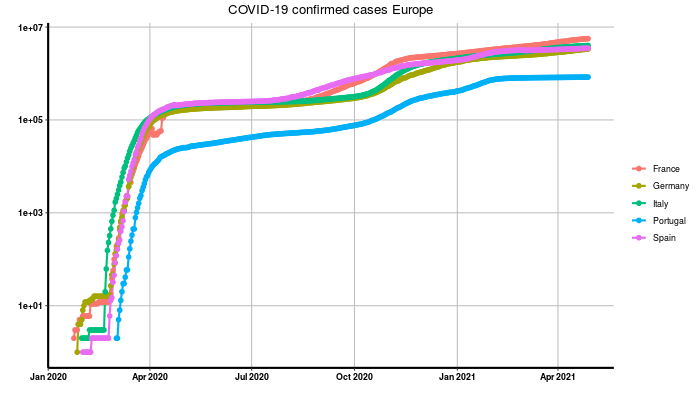 COVID-19 confirmed cases Europe
1e+07
1e+05
1e+03
1e+01
Jan 2020 Apr 2020 Jul 2020 Oct 2020 Jan 2021 Apr 2021
France
Germany
Italy
Portugal
Spain